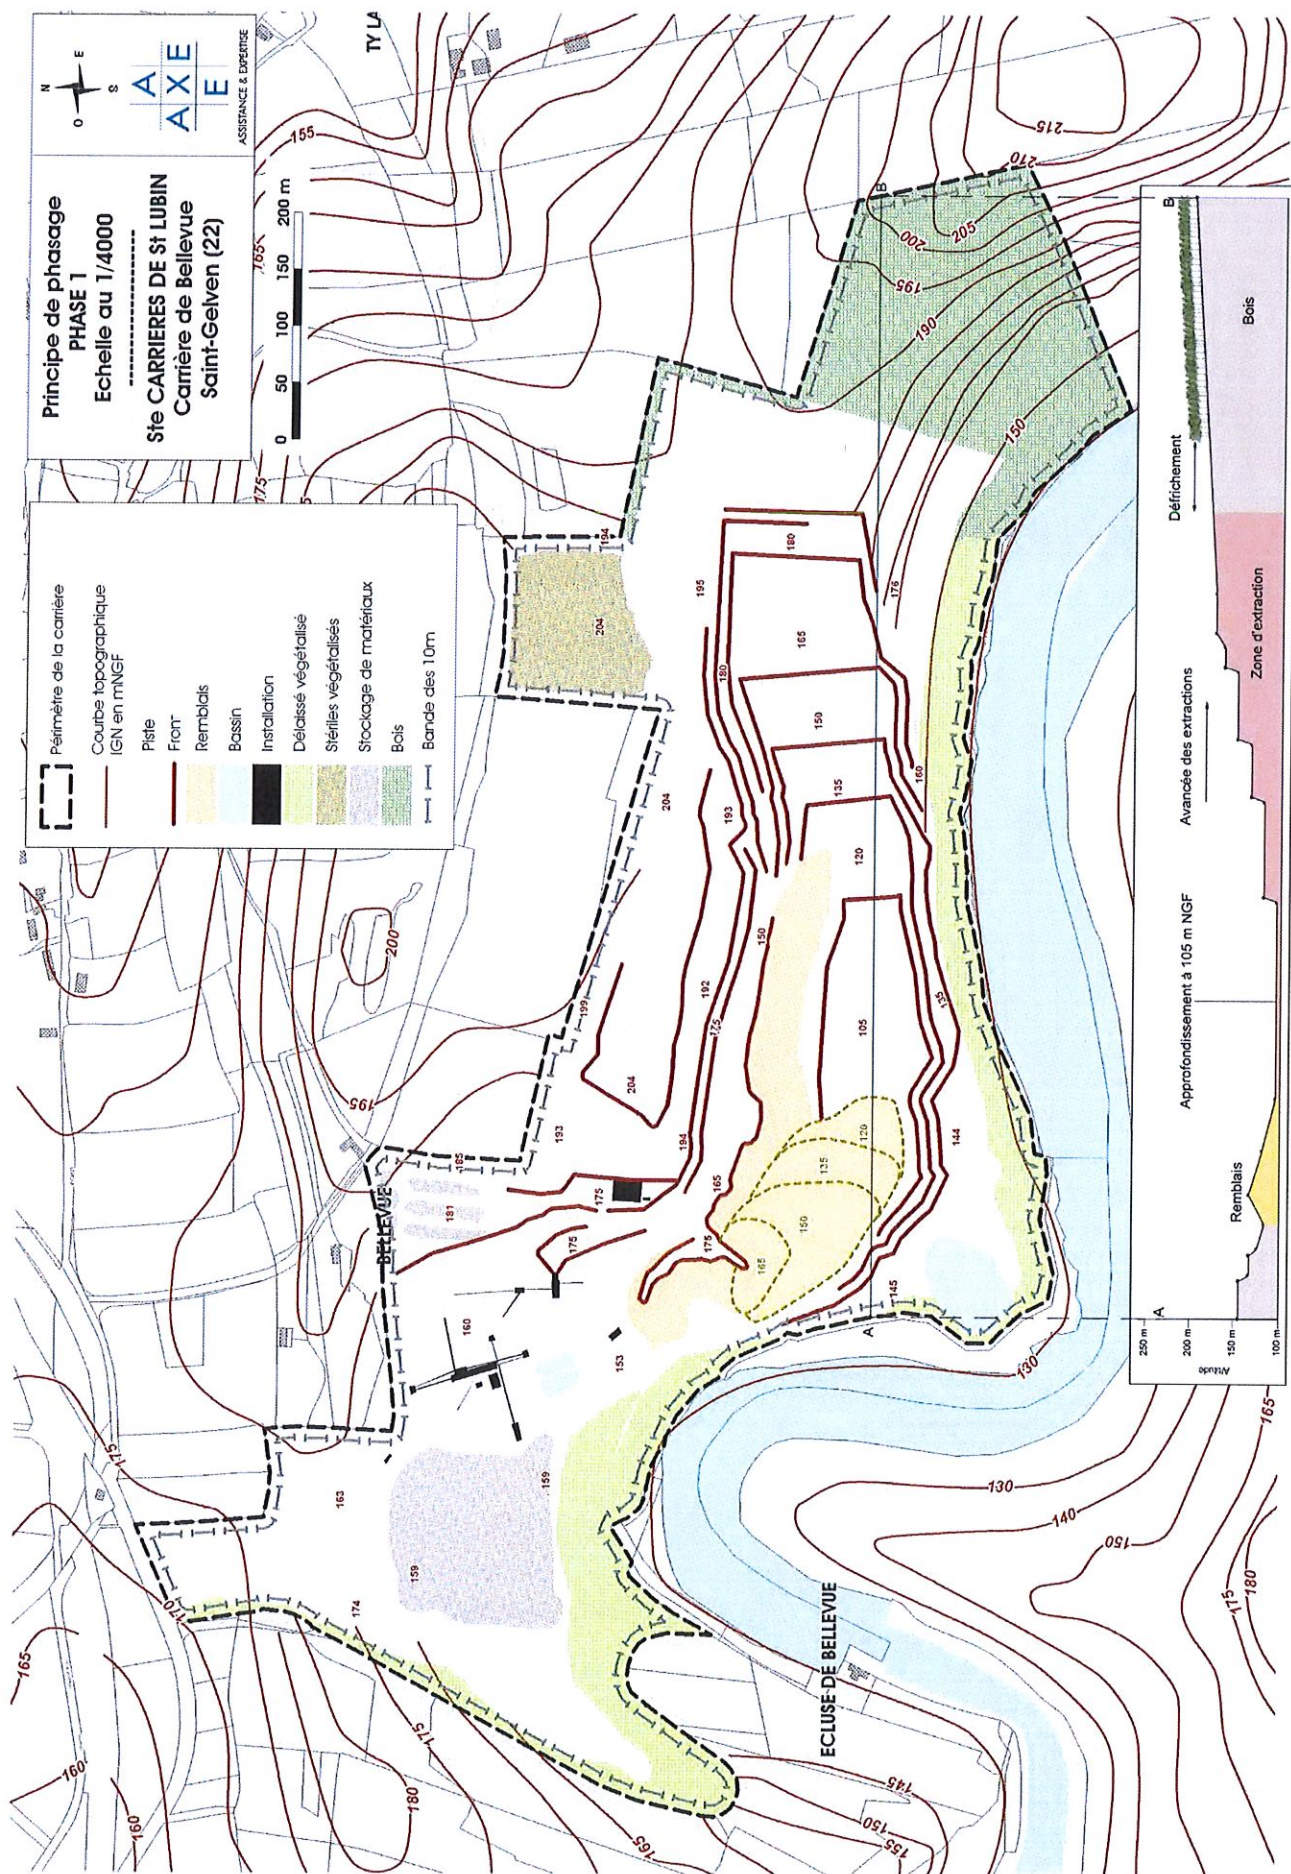 Principe de phasage
PHASE 1
Echelle au 1/4000
---------------
Ste CARRIERES DE St LUBIN
Carrière de Bellevue
Saint-Gelven (22)
N
O
E
S
A
AXE
E
ASSISTANCE & EXPERTISE
0
50
100
150
200 m
Périmètre de la carrière
Courbe topographique
IGN en mNGF
Piste
Front
Remblais
Bassin
Installation
Délaissé végétalisé
Stériles végétalisés
Stockage de matériaux
Bois
Bande des 10m
TY LA
155
165
175
215
210
205
200
195
190
150
200
195
194
204
195
180
180
165
176
150
160
135
193
204
120
150
192
175
199
204
105
135
193
194
144
120
135
150
165
165
175
185
181
BELLEVUE
175
175
160
153
145
A
B
163
159
159
174
175
170
165
160
160
180
175
165
145
150
155
130
130
140
150
175
180
165
ECLUSE DE BELLEVUE
A
B
250 m
200 m
150 m
100 m
Altitude
Remblais
Approfondissement à 105 m NGF
Avancée des extractions
Zone d'extraction
Défrichement
Bois